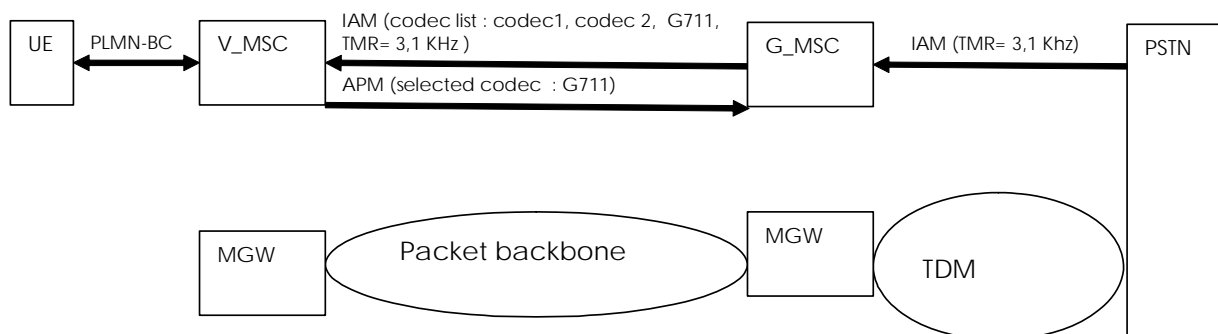 UE
PLMN-BC
V_MSC
IAM (codec list : codec1, codec 2, G711,
TMR= 3,1 KHz )
APM (selected codec : G711)
G_MSC
IAM (TMR= 3,1 Khz)
PSTN
MGW
Packet backbone
MGW
TDM